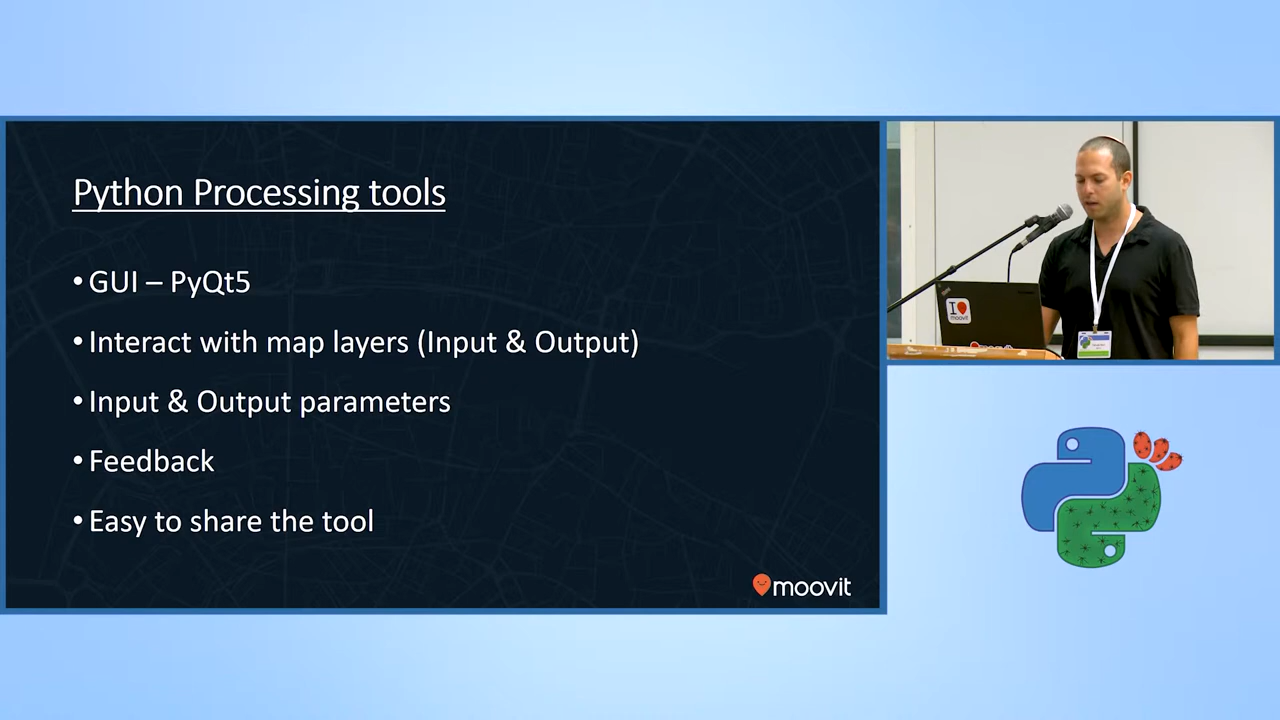 Python Processing tools
• GUI – PyQt5
• Interact with map layers (Input & Output)
• Input & Output parameters
• Feedback
• Easy to share the tool
moovit
I
moovit